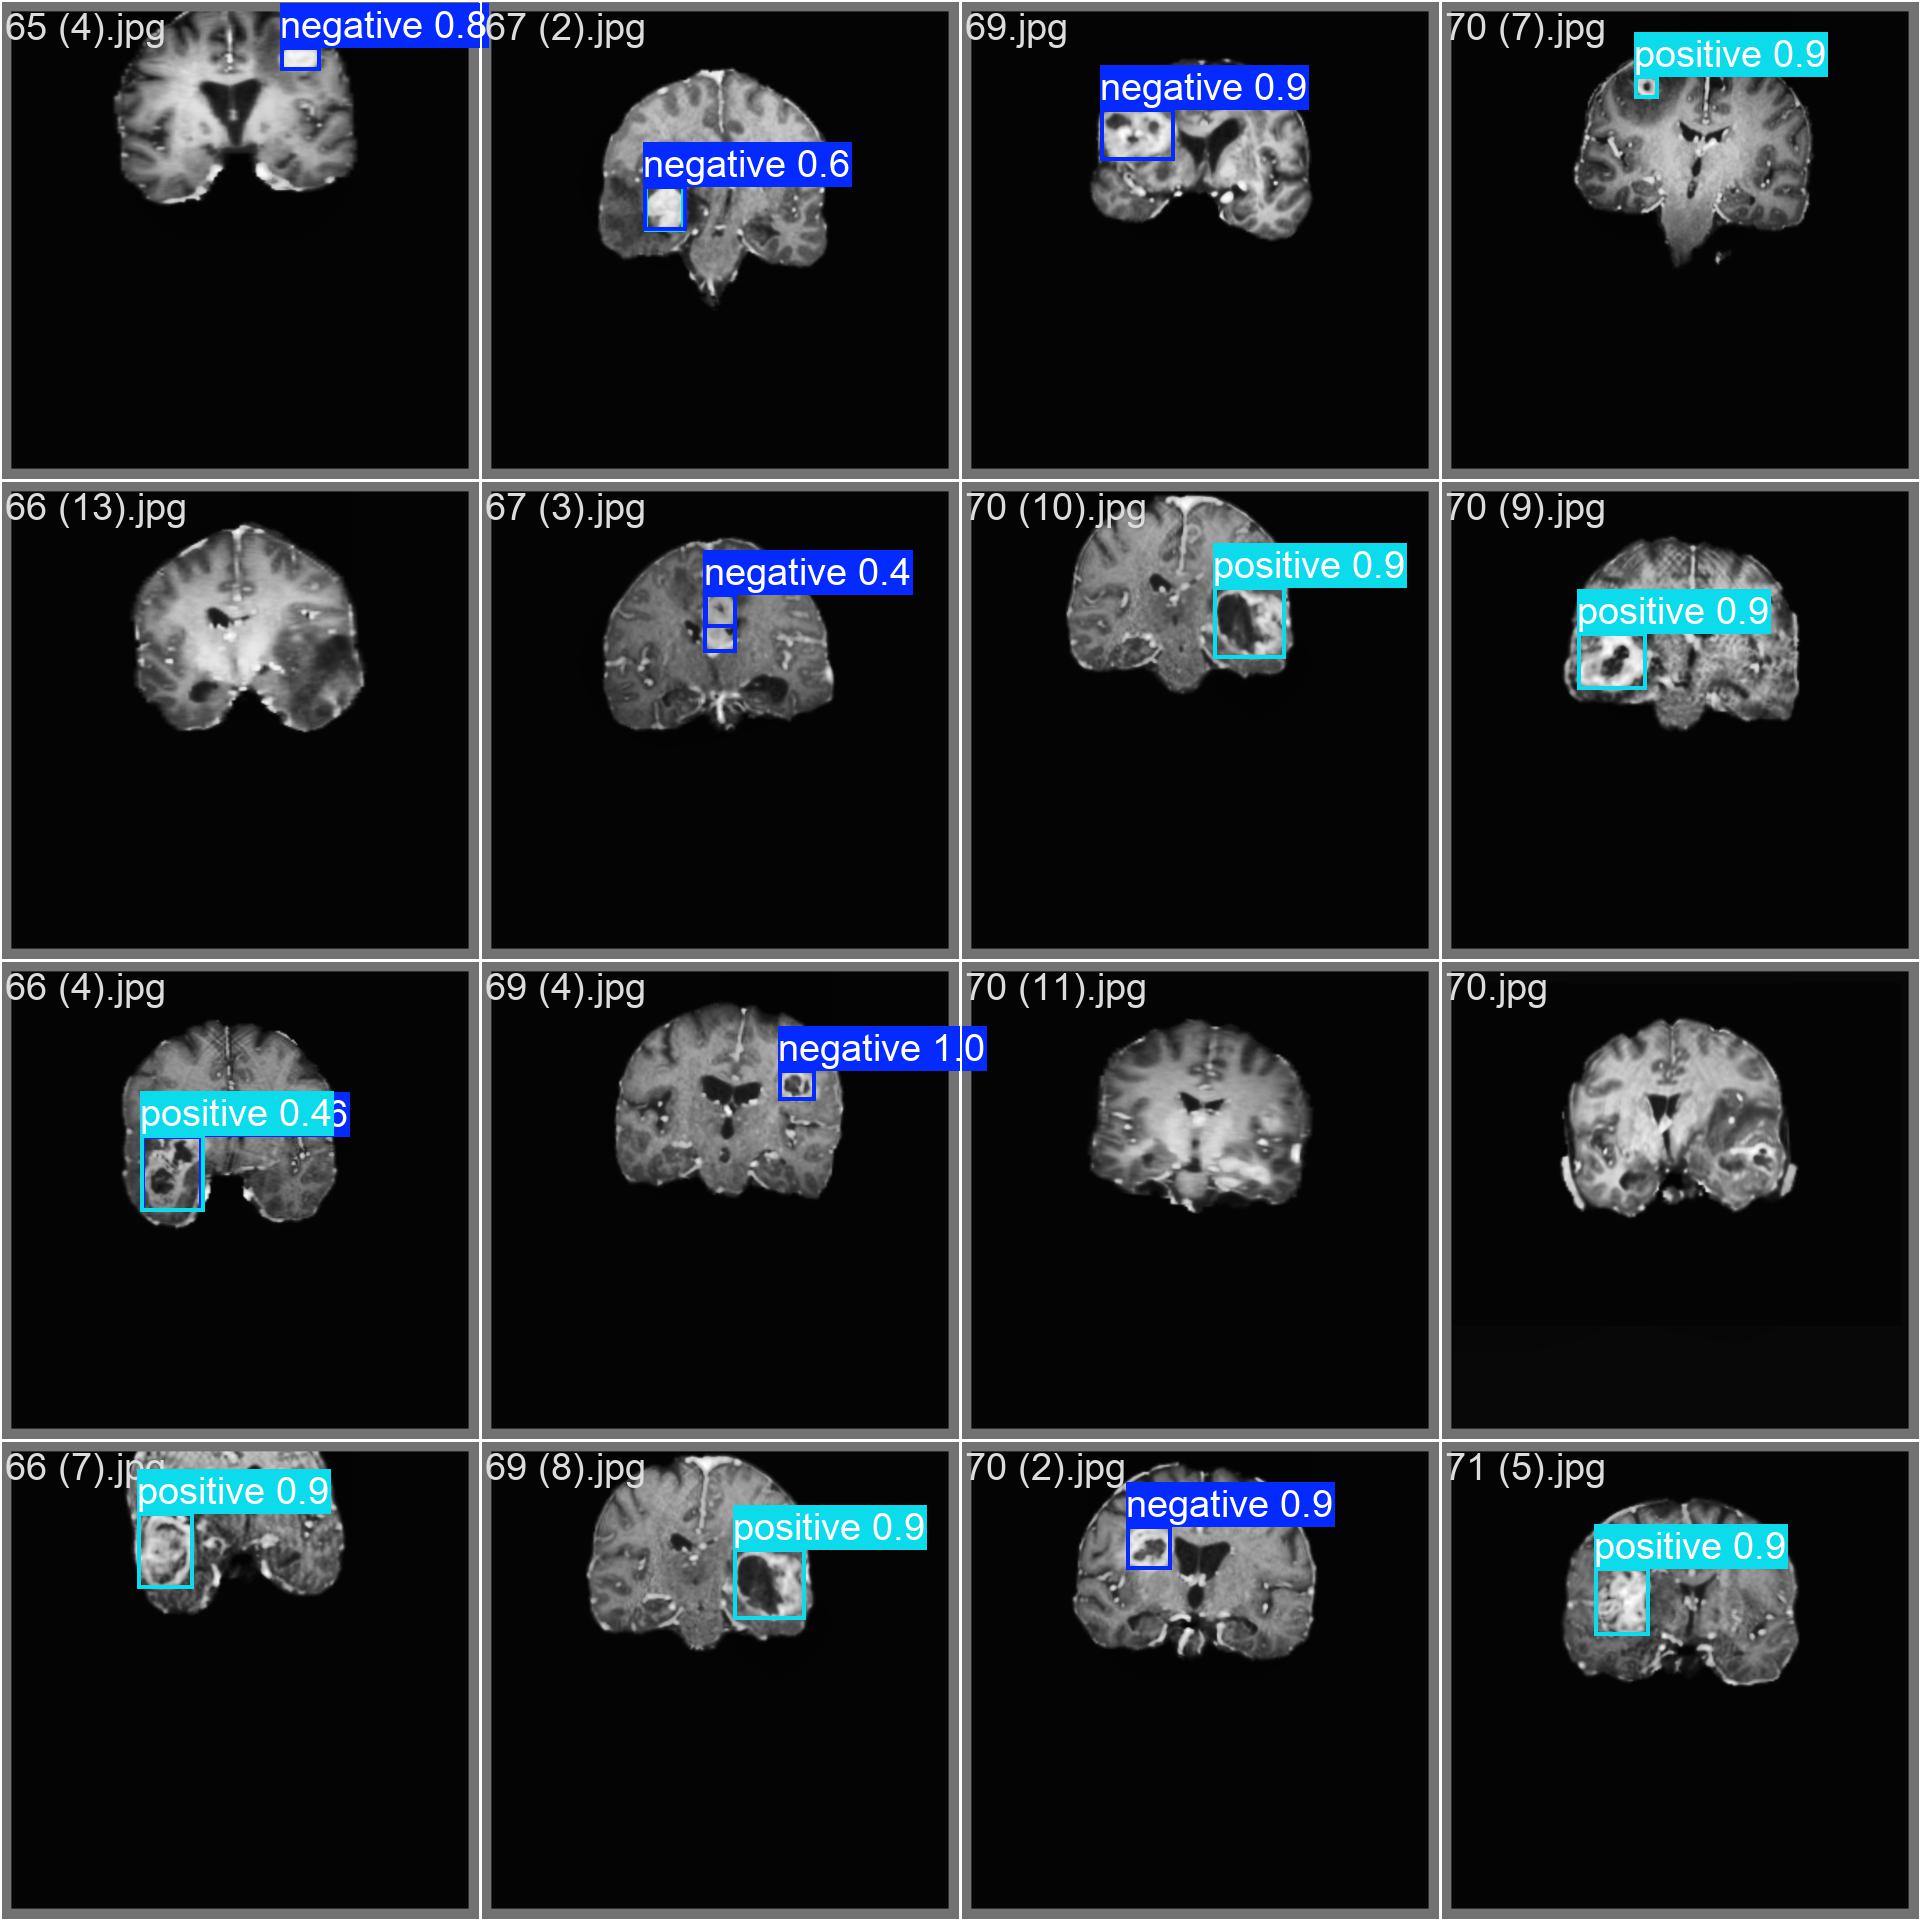 65 (4).jpg
negative 0.8
67 (2).jpg
negative 0.6
69.jpg
negative 0.9
70 (7).jpg
positive 0.9
66 (13).jpg
67 (3).jpg
negative 0.4
70 (10).jpg
positive 0.9
70 (9).jpg
positive 0.9
66 (4).jpg
positive 0.4
6
69 (4).jpg
negative 1.0
70 (11).jpg
70.jpg
66 (7).jpg
positive 0.9
69 (8).jpg
positive 0.9
70 (2).jpg
negative 0.9
71 (5).jpg
positive 0.9